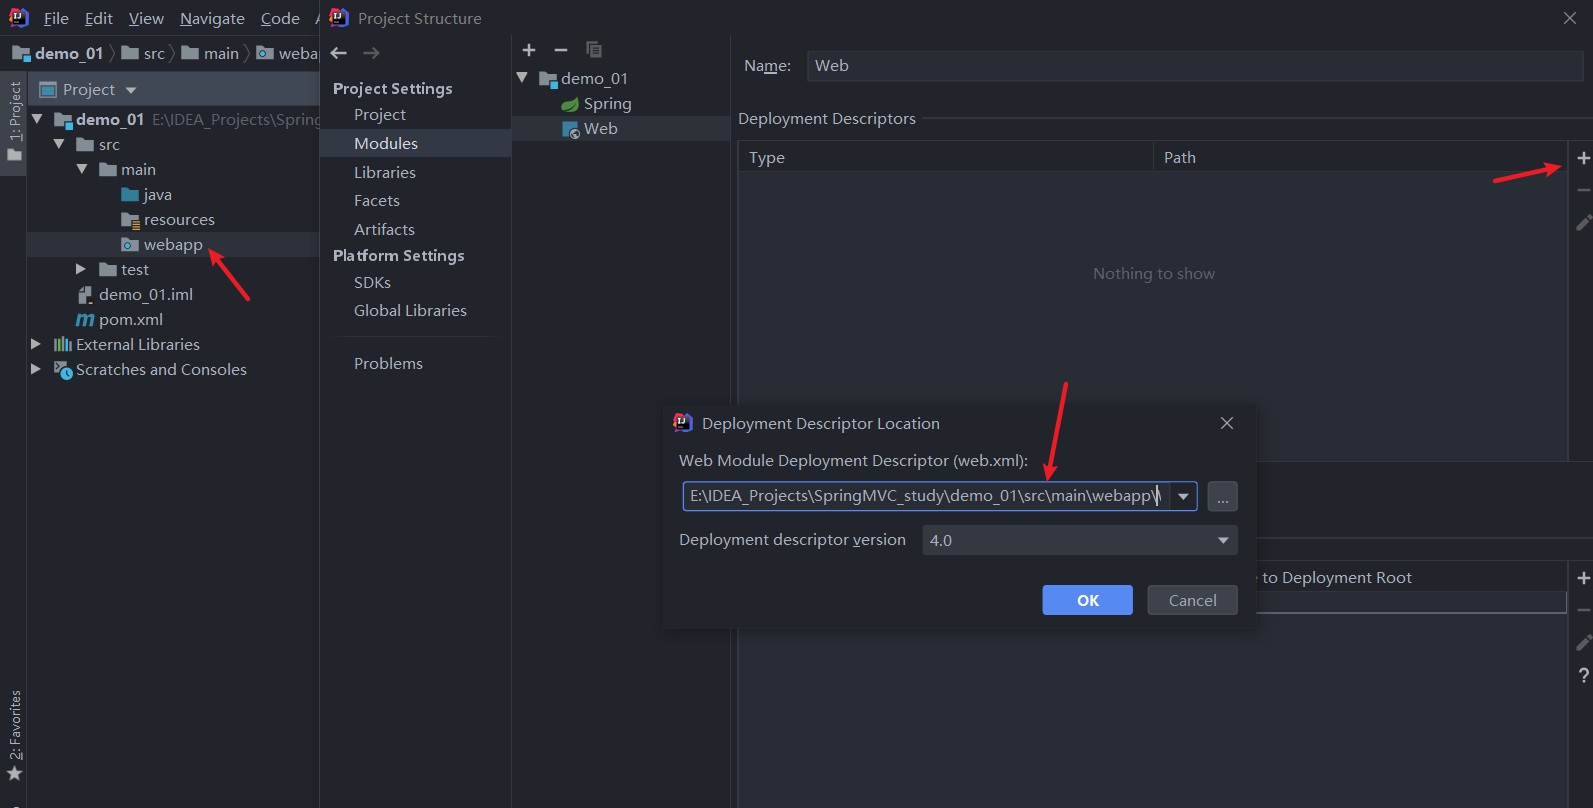 File Edit View Navigate Code
Project Structure
demo_01 src main weba
Project
1: Project
demo_01 E:\IDEA_Projects\Spring
src
main
java
resources
webapp
test
demo_01.iml
pom.xml
External Libraries
Scratches and Consoles
2: Favorites
Project Settings
Project
Modules
Libraries
Facets
Artifacts
Platform Settings
SDKs
Global Libraries
Problems
demo_01
Spring
Web
Name: Web
Deployment Descriptors
Type Path
Nothing to show
Deployment Descriptor Location
Web Module Deployment Descriptor (web.xml):
E:\IDEA_Projects\SpringMVC_study\demo_01\src\main\webapp\
...
Deployment descriptor version 4.0
OK Cancel
to Deployment Root
?